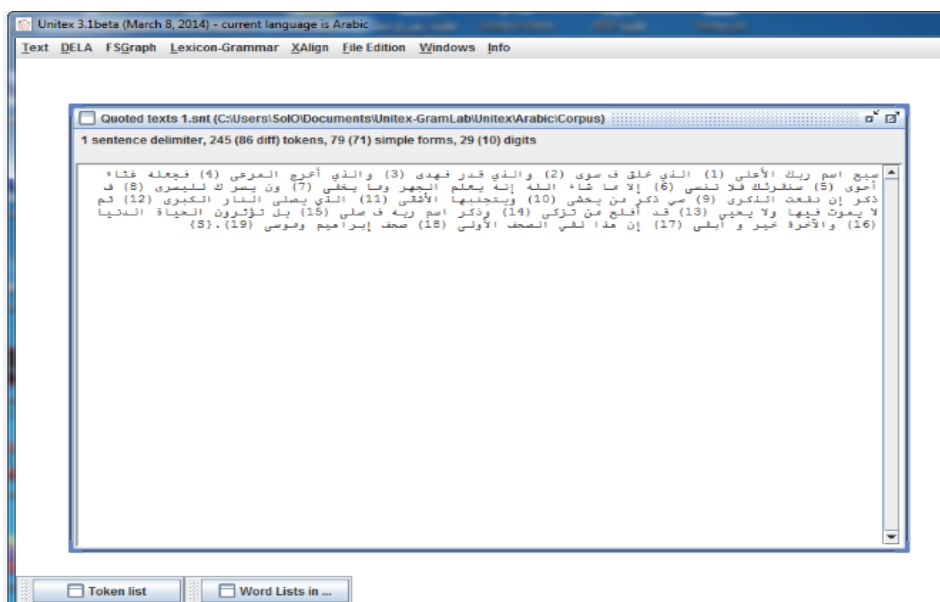 Unitex 3.1beta (March 8, 2014) - current language is Arabic
Text DELA FSGraph Lexicon-Grammar XAlign File Edition Windows Info
Quoted texts 1.snt (C:\Users\SolO\Documents\Unitex-GramLab\Unitex\Arabic\Corpus)
1 sentence delimiter, 245 (86 diff) tokens, 79 (71) simple forms, 29 (10) digits
سبح اسم ربك الأعلى (1) الذي خلق ف سوى (2) والذي قدر فهدى (3) والذي أخرج المرعى (4) فجعله غثاء
أحوى (5) سنقرئك فلا تنسى (6) إلا ما شاء الله إنه يعلم الجهر وما يخفى (7) ون يسر ك لليسرى (8) ف
ذكر إن نفعت الذكرى (9) سي ذكر من يخشى (10) ويتجنبها الأشقى (11) الذي يصلى النار الكبرى (12) ثم
لا يموت فيها ولا يحيى (13) قد أفلح من تزكى (14) وذكر اسم ربه ف صلى (15) بل تؤثرون الحياة الدنيا
(16) والآخرة خير و أبقى (17) إن هذا لفي الصحف الأولى (18) صحف إبراهيم وموسى (19).{S}
Token list
Word Lists in ...